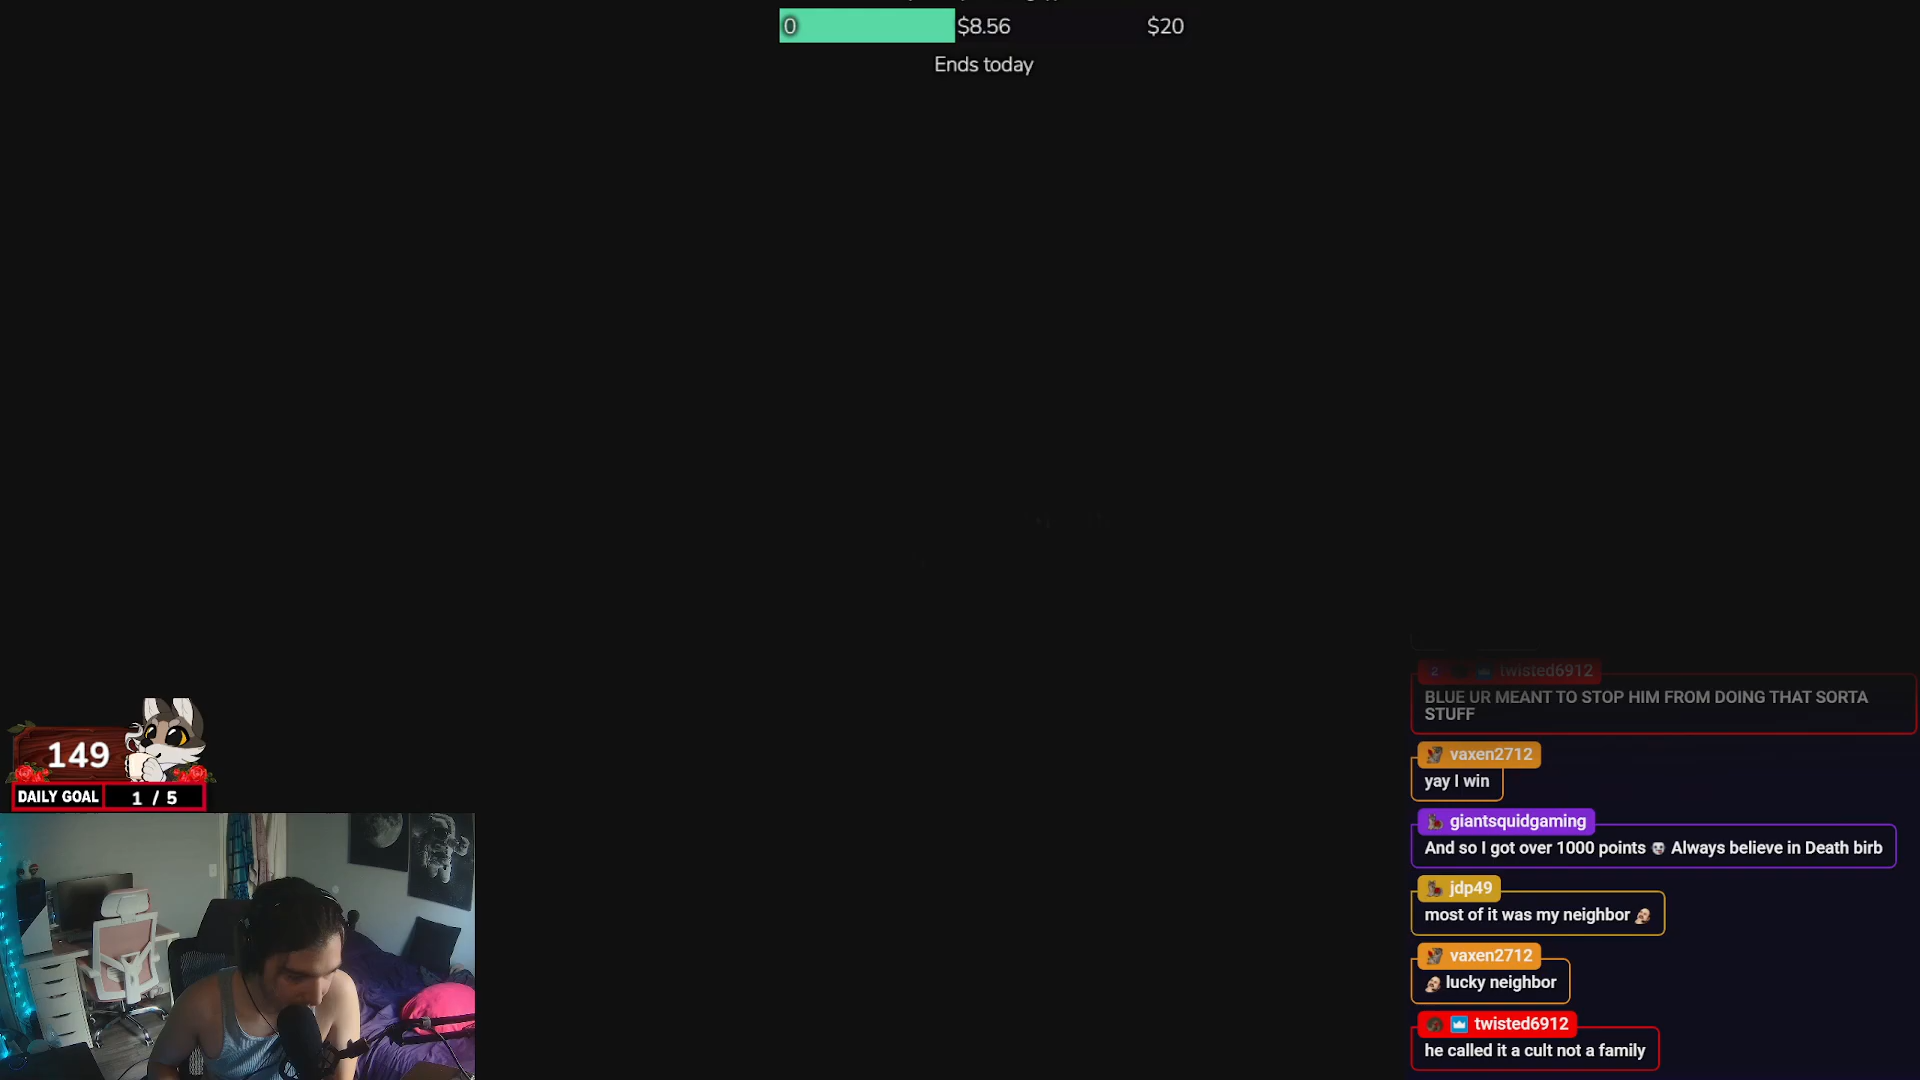 0 $8.56 $20
Ends today
2 twisted6912
BLUE UR MEANT TO STOP HIM FROM DOING THAT SORTA
STUFF
vaxen2712
yay I win
giantsquidgaming
And so I got over 1000 points Always believe in Death birb
jdp49
most of it was my neighbor
vaxen2712
lucky neighbor
twisted6912
he called it a cult not a family
149
DAILY GOAL 1 / 5